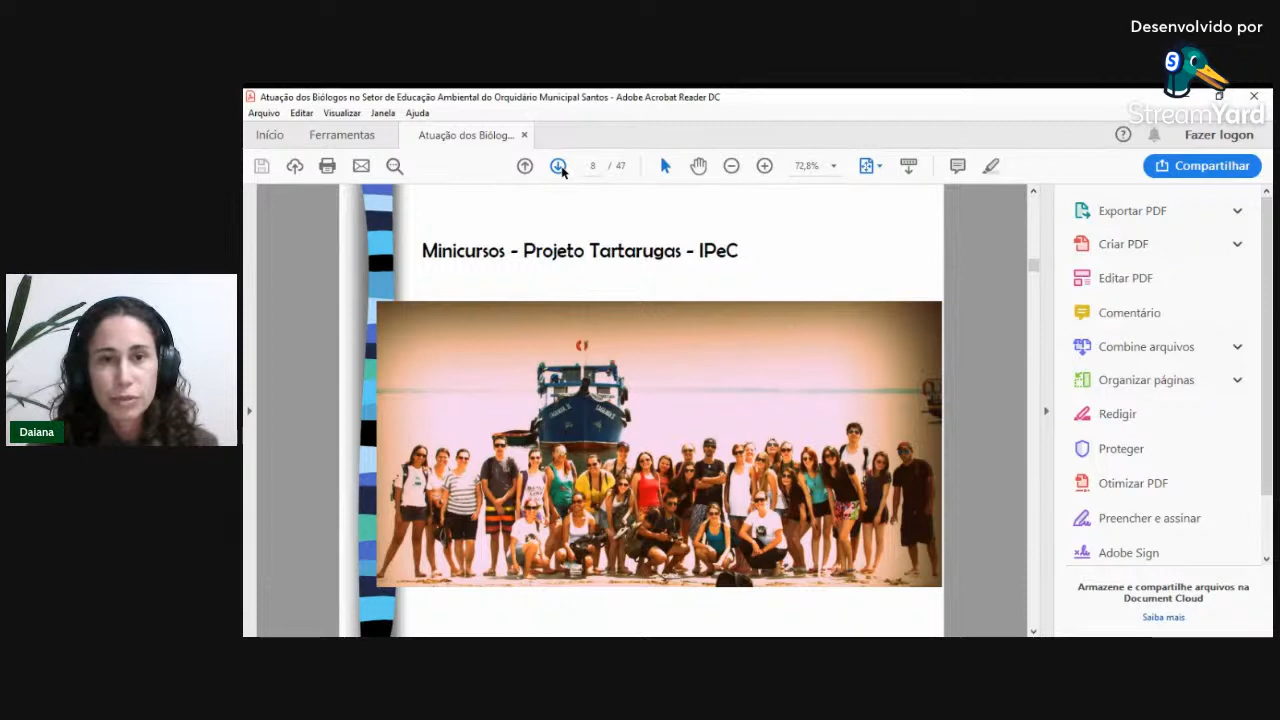 Desenvolvido por
StreamYard
Atuação dos Biólogos no Setor de Educação Ambiental do Orquidário Municipal Santos - Adobe Acrobat Reader DC
Arquivo Editar Visualizar Janela Ajuda
Início Ferramentas Atuação dos Biólog... Fazer logon
8 / 47 72,8% Compartilhar
Minicursos - Projeto Tartarugas - IPeC
Exportar PDF
Criar PDF
Editar PDF
Comentário
Combine arquivos
Organizar páginas
Redigir
Proteger
Otimizar PDF
Preencher e assinar
Adobe Sign
Armazene e compartilhe arquivos na
Document Cloud
Saiba mais
Daiana